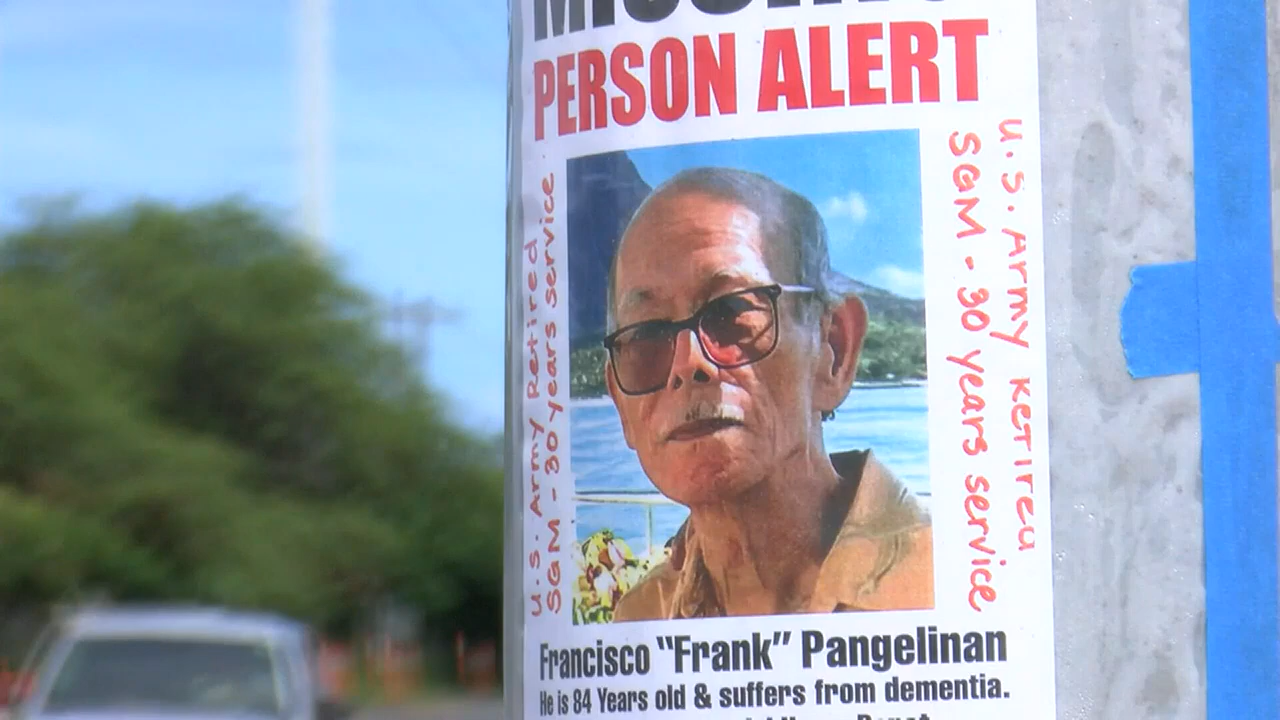 MISSING
PERSON ALERT
U.S. Army Retired
SGM - 30 years service
U.S. Army Retired
SGM - 30 years service
Francisco "Frank" Pangelinan
He is 84 Years old & suffers from dementia.